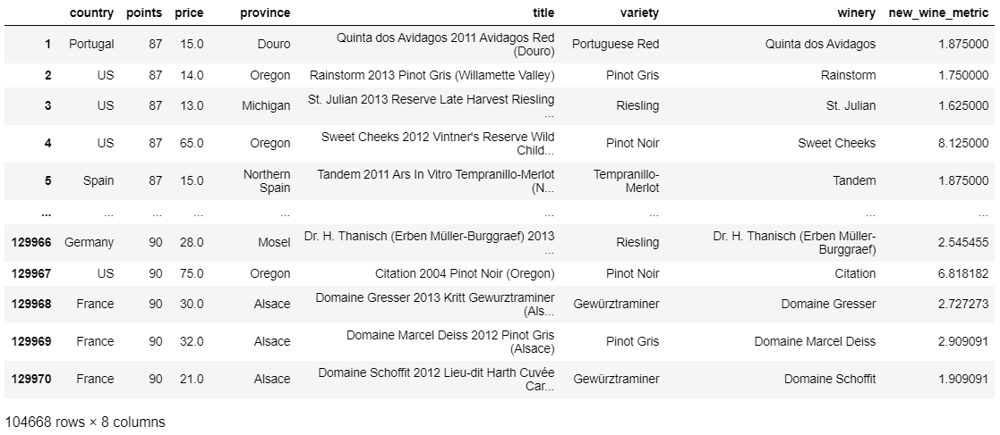 country points price province title variety winery new_wine_metric
1 Portugal 87 15.0 Douro Quinta dos Avidagos 2011 Avidagos Red (Douro) Portuguese Red Quinta dos Avidagos 1.875000
2 US 87 14.0 Oregon Rainstorm 2013 Pinot Gris (Willamette Valley) Pinot Gris Rainstorm 1.750000
3 US 87 13.0 Michigan St. Julian 2013 Reserve Late Harvest Riesling ... Riesling St. Julian 1.625000
4 US 87 65.0 Oregon Sweet Cheeks 2012 Vintner's Reserve Wild Child... Pinot Noir Sweet Cheeks 8.125000
5 Spain 87 15.0 Northern Spain Tandem 2011 Ars In Vitro Tempranillo-Merlot (N... Tempranillo-Merlot Tandem 1.875000
... ... ... ... ... ... ... ... ...
129966 Germany 90 28.0 Mosel Dr. H. Thanisch (Erben Müller-Burggraef) 2013 ... Riesling Dr. H. Thanisch (Erben Müller-Burggraef) 2.545455
129967 US 90 75.0 Oregon Citation 2004 Pinot Noir (Oregon) Pinot Noir Citation 6.818182
129968 France 90 30.0 Alsace Domaine Gresser 2013 Kritt Gewurztraminer (Als... Gewürztraminer Domaine Gresser 2.727273
129969 France 90 32.0 Alsace Domaine Marcel Deiss 2012 Pinot Gris (Alsace) Pinot Gris Domaine Marcel Deiss 2.909091
129970 France 90 21.0 Alsace Domaine Schoffit 2012 Lieu-dit Harth Cuvée Car... Gewürztraminer Domaine Schoffit 1.909091
104668 rows × 8 columns